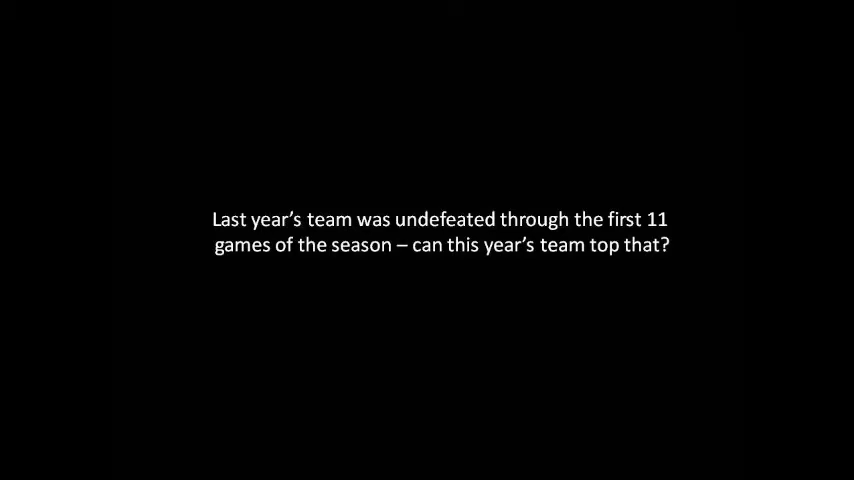 Last year’s team was undefeated through the first 11
games of the season – can this year’s team top that?